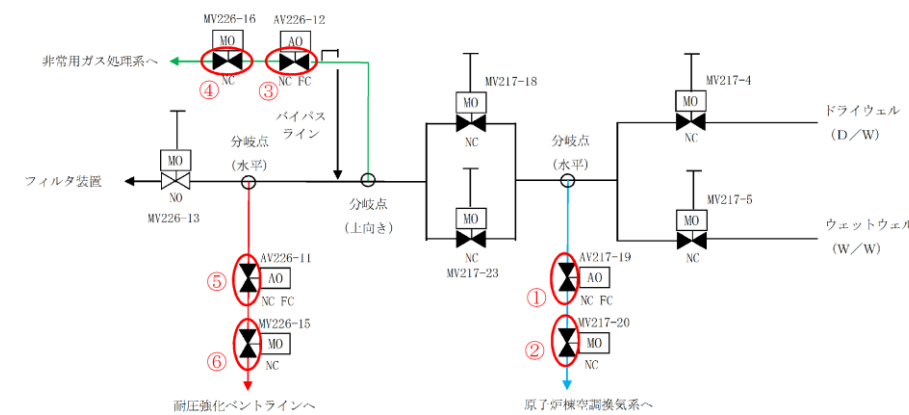 MV226-16
AV226-12
MO
AO
非常用ガス処理系へ
NC
NC FC
④
③
バイパス
ライン
MV217-18
MO
NC
MV217-4
MO
NC
ドライウェル
(D/W)
分岐点
(水平)
分岐点
(水平)
MO
フィルタ装置
NO
MV226-13
分岐点
(上向き)
MO
NC
MV217-23
MV217-5
MO
NC
ウェットウェル
(W/W)
AV226-11
⑤
AO
NC FC
MV226-15
⑥
MO
NC
耐圧強化ベントラインへ
AV217-19
①
AO
NC FC
MV217-20
②
MO
NC
原子炉棟空調換気系へ